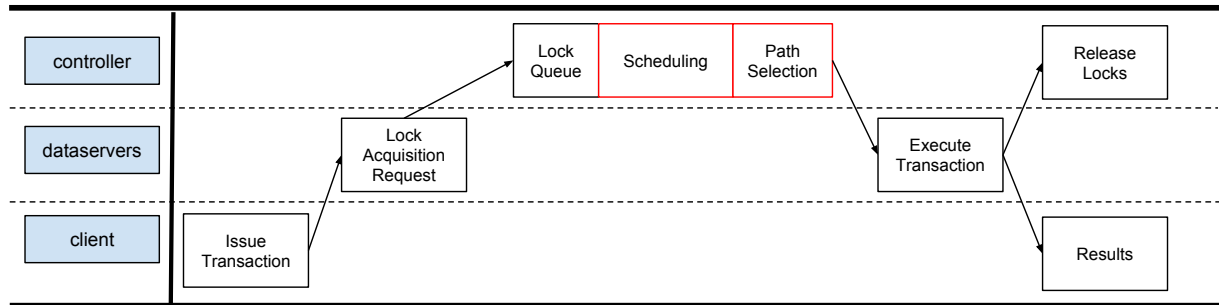 controller
Lock
Queue
Scheduling
Path
Selection
Release
Locks
dataservers
Lock
Acquisition
Request
Execute
Transaction
client
Issue
Transaction
Results